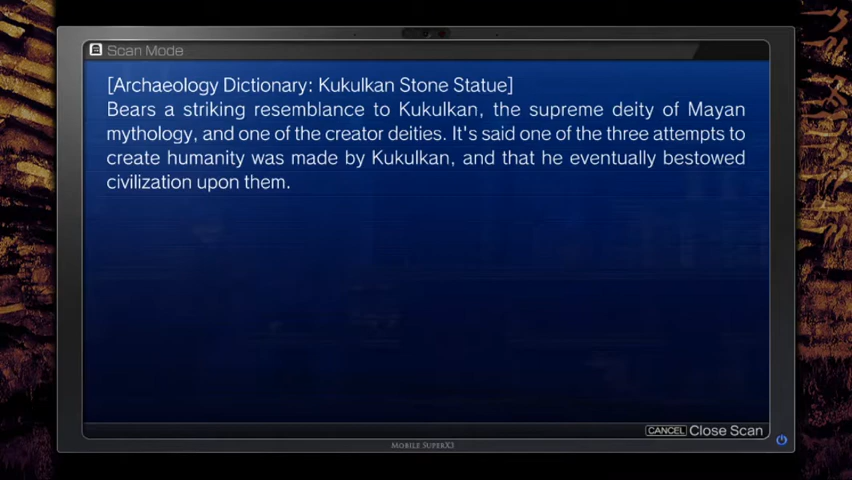 Scan Mode
[Archaeology Dictionary: Kukulkan Stone Statue]
Bears a striking resemblance to Kukulkan, the supreme deity of Mayan
mythology, and one of the creator deities. It's said one of the three attempts to
create humanity was made by Kukulkan, and that he eventually bestowed
civilization upon them.
CANCEL Close Scan
MOBILE SUPERX3